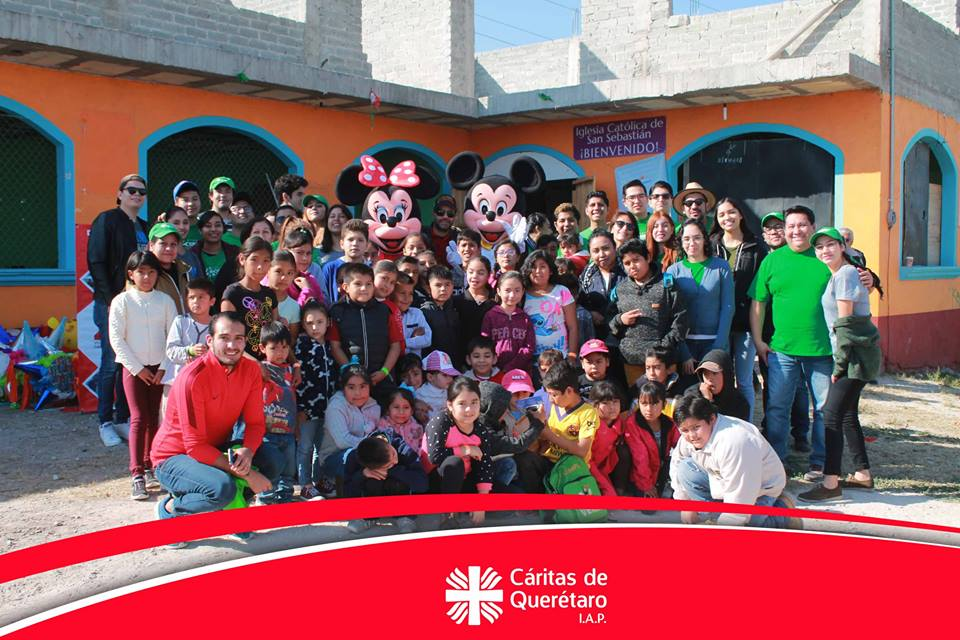 Iglesia Católica de
San Sebastián
¡BIENVENIDO!
Cáritas de
Querétaro
I.A.P.